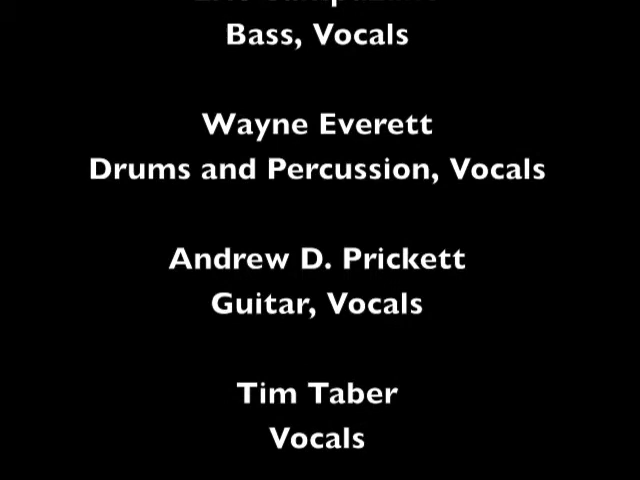 Bass, Vocals
Wayne Everett
Drums and Percussion, Vocals
Andrew D. Prickett
Guitar, Vocals
Tim Taber
Vocals